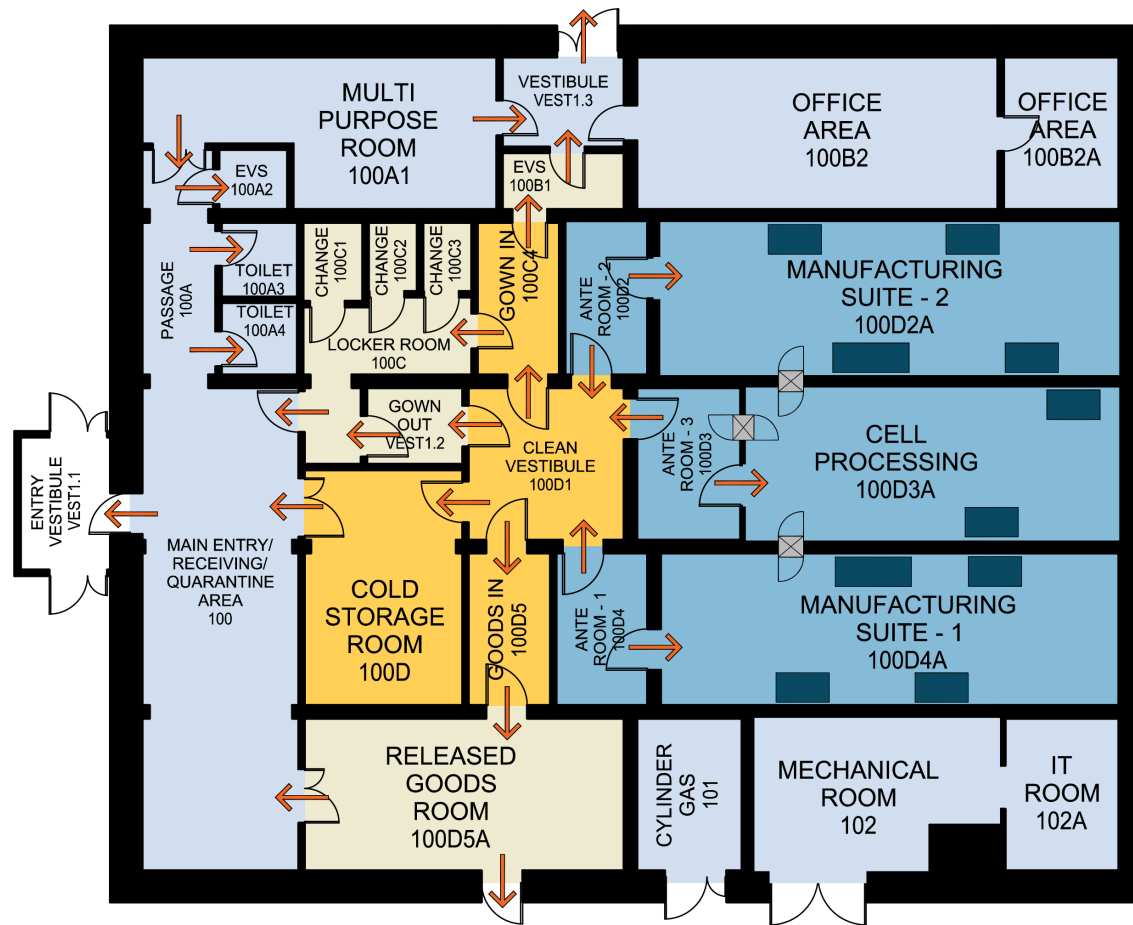 MULTI
PURPOSE
ROOM
100A1
VESTIBULE
VEST1.3
OFFICE
AREA
100B2
OFFICE
AREA
100B2A
EVS
100A2
EVS
100B1
PASSAGE
100A
TOILET
100A3
TOILET
100A4
CHANGE
100C1
CHANGE
100C2
CHANGE
100C3
LOCKER ROOM
100C
GOWN IN
100C4
ANTE
ROOM - 2
100D2
MANUFACTURING
SUITE - 2
100D2A
GOWN
OUT
VEST1.2
CLEAN
VESTIBULE
100D1
ANTE
ROOM - 3
100D3
CELL
PROCESSING
100D3A
ENTRY
VESTIBULE
VEST1.1
MAIN ENTRY/
RECEIVING/
QUARANTINE
AREA
100
COLD
STORAGE
ROOM
100D
GOODS IN
100D5
ANTE
ROOM - 1
100D4
MANUFACTURING
SUITE - 1
100D4A
RELEASED
GOODS
ROOM
100D5A
CYLINDER
GAS
101
MECHANICAL
ROOM
102
IT
ROOM
102A